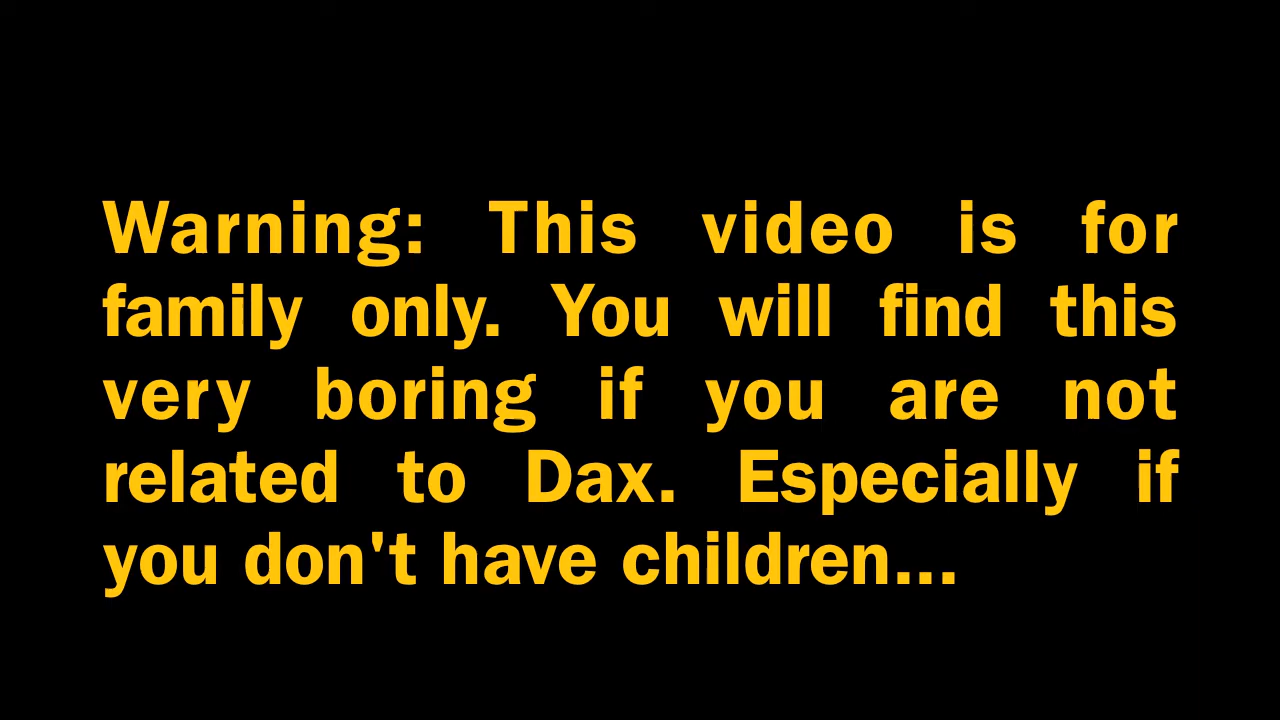 Warning: This video is for
family only. You will find this
very boring if you are not
related to Dax. Especially if
you don't have children...